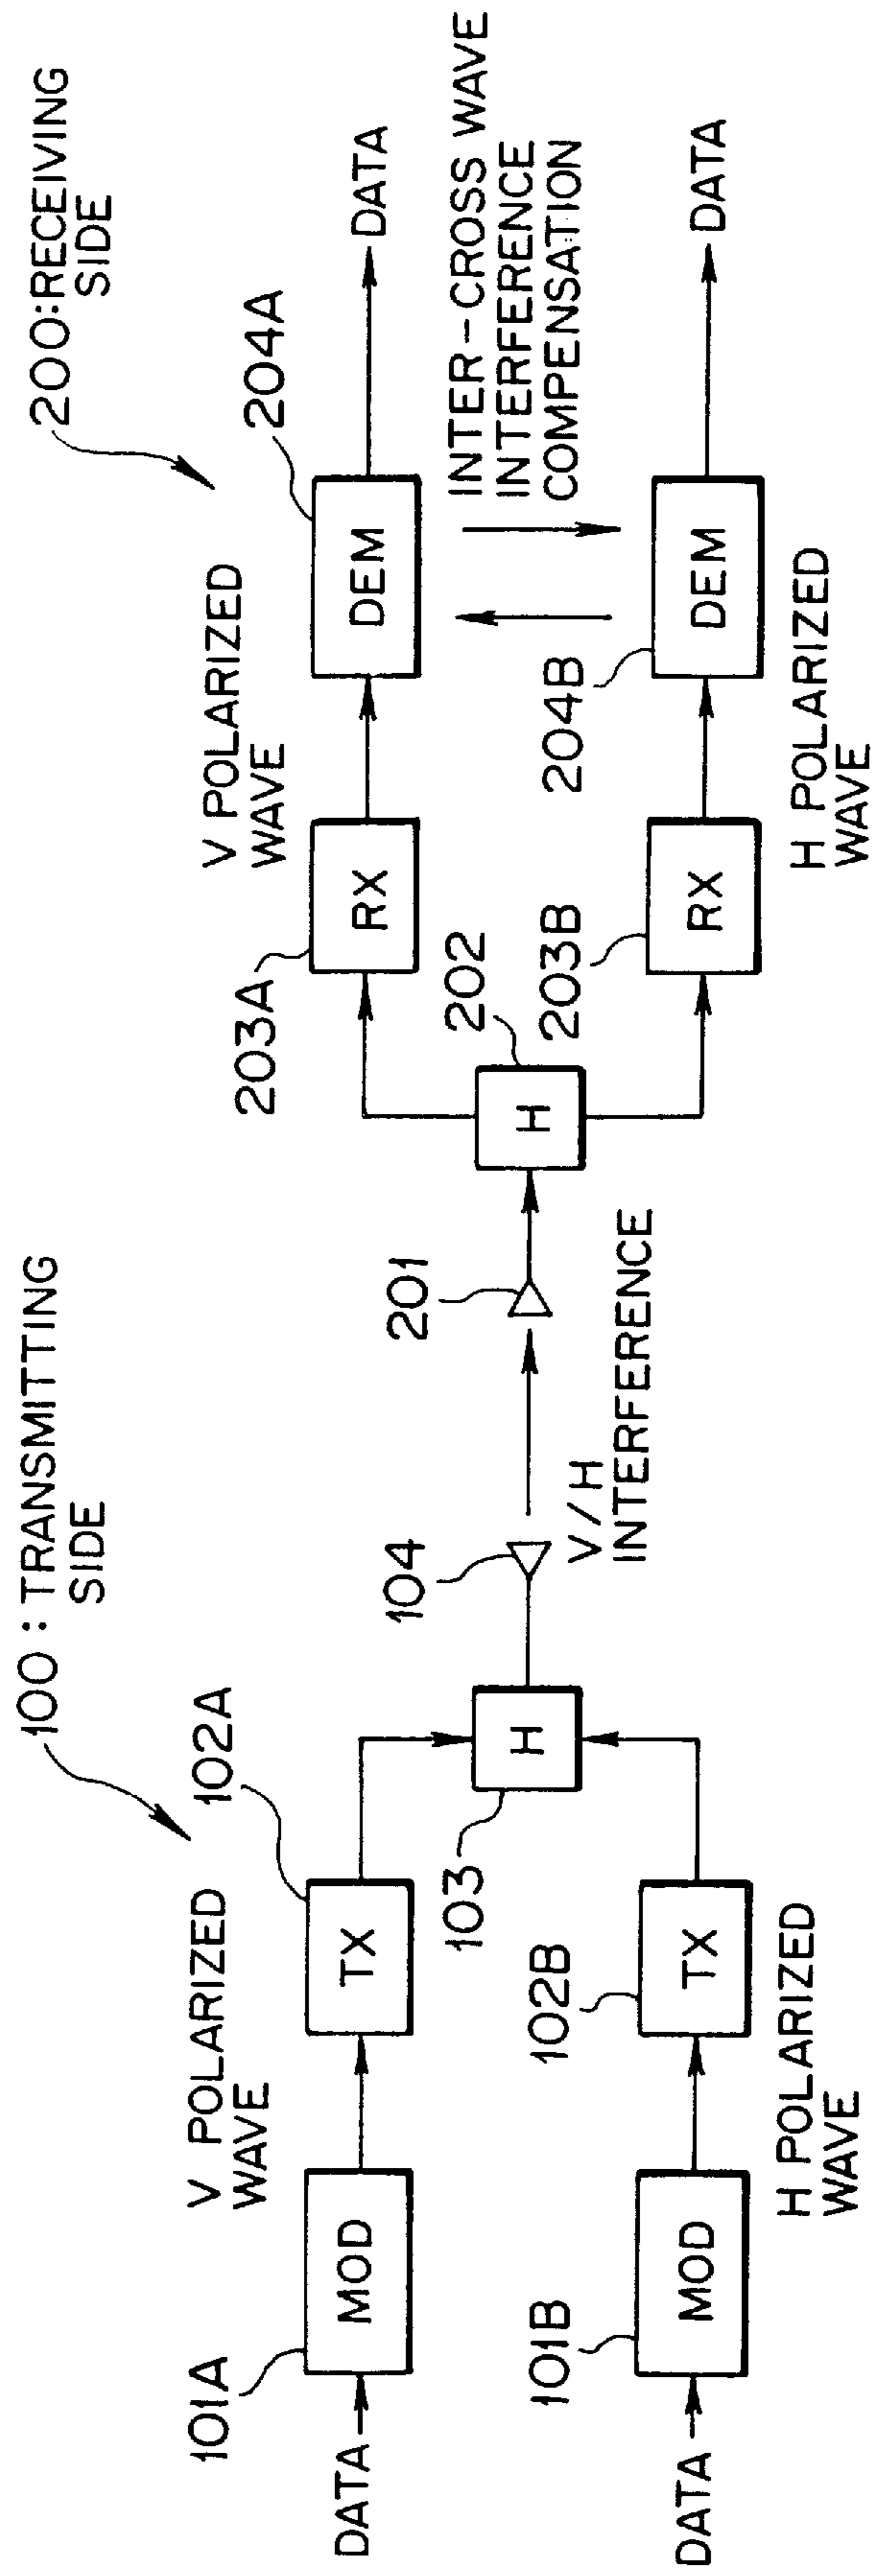 100 : TRANSMITTING
SIDE
V POLARIZED
WAVE
102A
101A
DATA
MOD
TX
103
H
104
101B
102B
DATA
MOD
TX
H POLARIZED
WAVE
V/H
INTERFERENCE
200:RECEIVING
SIDE
V POLARIZED
WAVE
204A
203A
RX
DEM
DATA
201
202
H
INTER-CROSS WAVE
INTERFERENCE
COMPENSATION
203B
204B
RX
DEM
DATA
H POLARIZED
WAVE